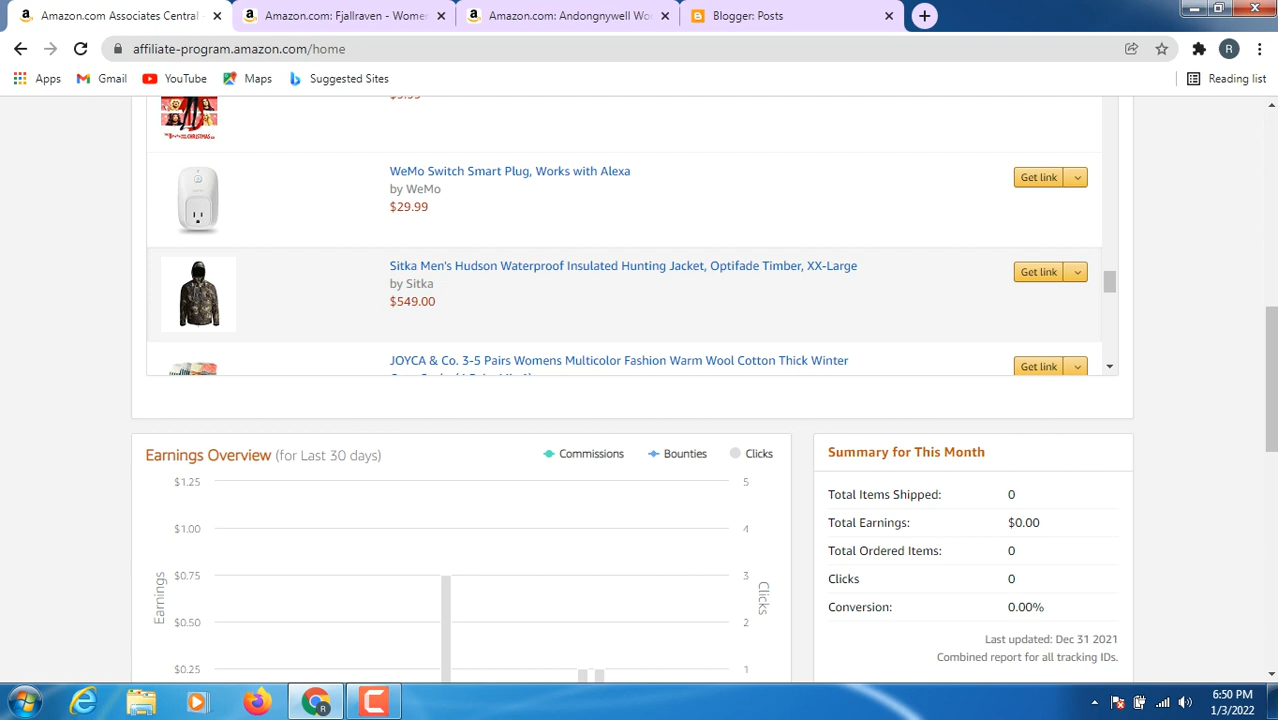 Amazon.com Associates Central -
Amazon.com: Fjallraven - Wome
Amazon.com: Andongnywell Wo
Blogger: Posts
affiliate-program.amazon.com/home
R
Apps
Gmail
YouTube
Maps
Suggested Sites
Reading list
WeMo Switch Smart Plug, Works with Alexa
by WeMo
$29.99
Get link
Sitka Men's Hudson Waterproof Insulated Hunting Jacket, Optifade Timber, XX-Large
by Sitka
$549.00
Get link
JOYCA & Co. 3-5 Pairs Womens Multicolor Fashion Warm Wool Cotton Thick Winter
Get link
Earnings Overview (for Last 30 days)
Commissions
Bounties
Clicks
$1.25
5
$1.00
4
$0.75
3
$0.50
2
$0.25
1
Earnings
Clicks
Summary for This Month
Total Items Shipped: 0
Total Earnings: $0.00
Total Ordered Items: 0
Clicks 0
Conversion: 0.00%
Last updated: Dec 31 2021
Combined report for all tracking IDs.
6:50 PM
1/3/2022